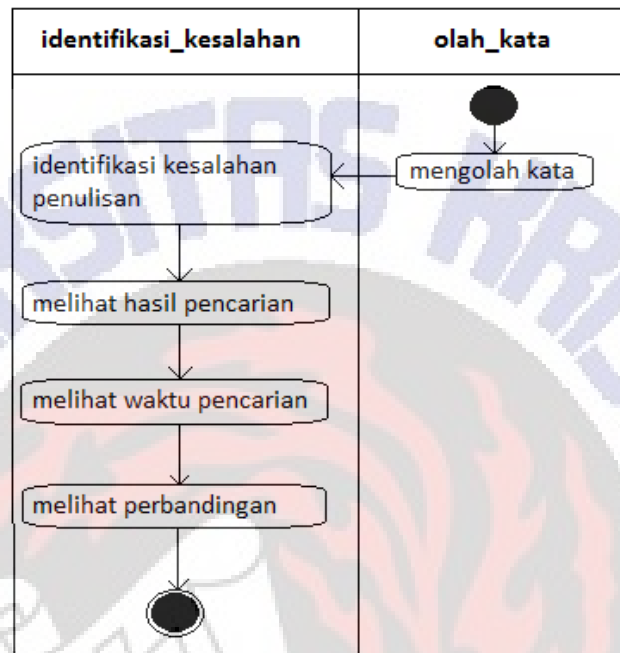 identifikasi_kesalahan
olah_kata
mengolah kata
identifikasi kesalahan
penulisan
melihat hasil pencarian
melihat waktu pencarian
melihat perbandingan